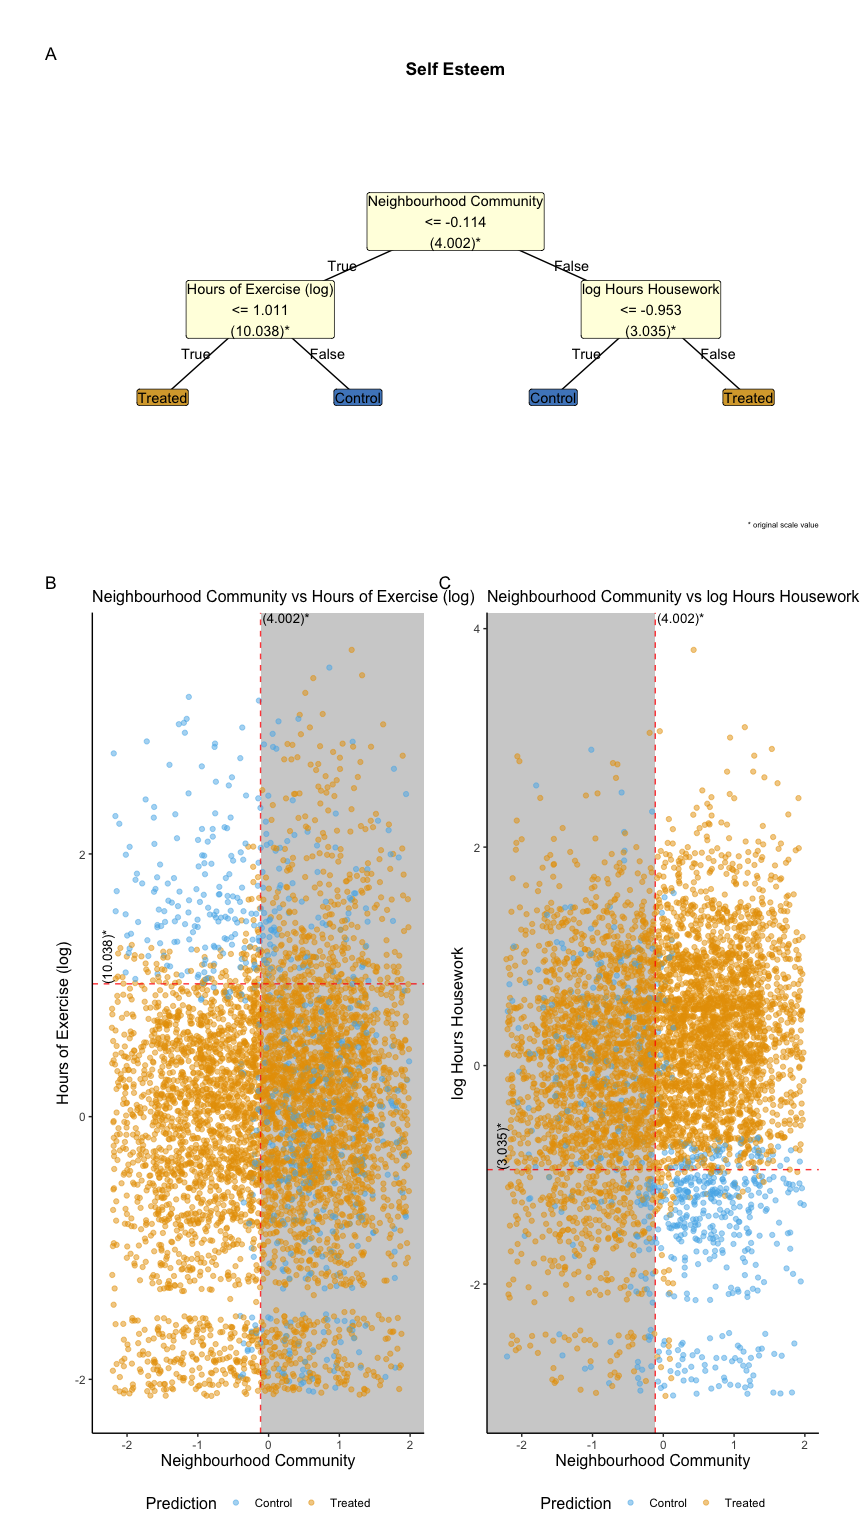 A
Self Esteem
Neighbourhood Community
<= -0.114
(4.002)*
True
False
Hours of Exercise (log)
<= 1.011
(10.038)*
log Hours Housework
<= -0.953
(3.035)*
True
False
True
False
Treated
Control
Control
Treated
* original scale value
B
Neighbourhood Community vs Hours of Exercise (log)
(4.002)*
(10.038)*
Hours of Exercise (log)
2
0
-2
-2
-1
0
1
2
Neighbourhood Community
Prediction
Control
Treated
C
Neighbourhood Community vs log Hours Housework
(4.002)*
(3.035)*
log Hours Housework
4
2
0
-2
-2
-1
0
1
2
Neighbourhood Community
Prediction
Control
Treated